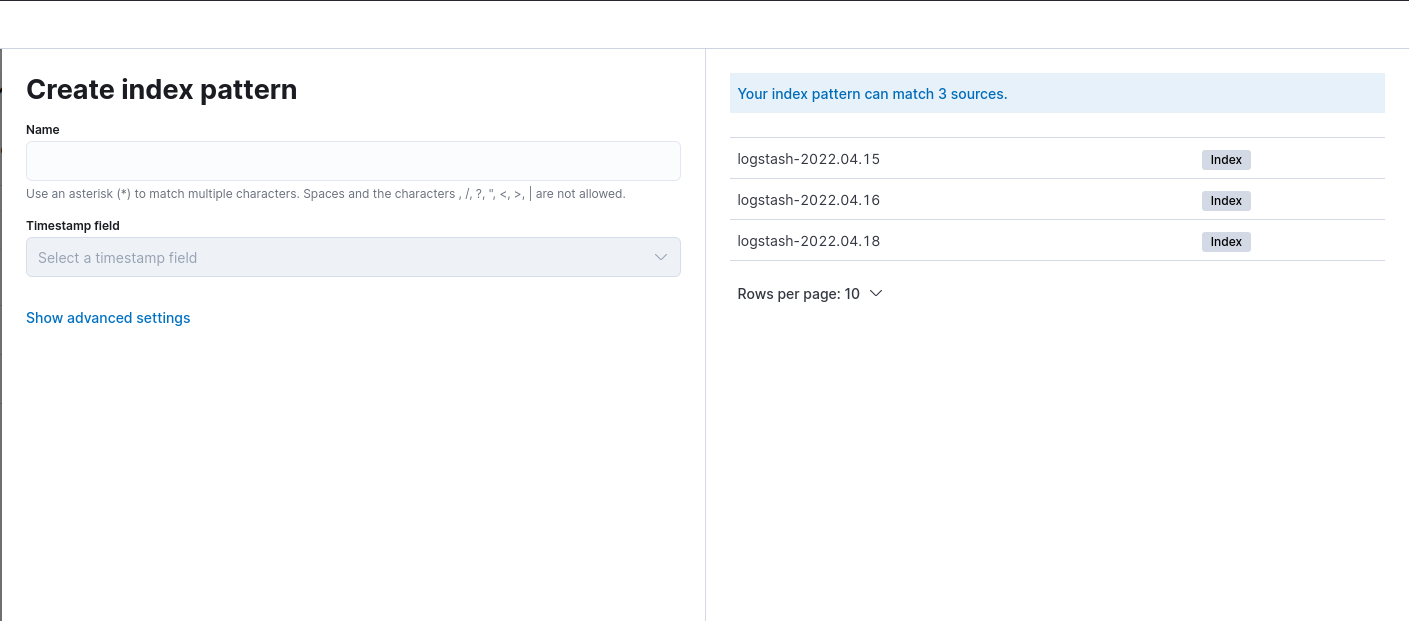 Create index pattern
Name
Use an asterisk (*) to match multiple characters. Spaces and the characters , /, ?, ", <, >, | are not allowed.
Timestamp field
Select a timestamp field
Show advanced settings
Your index pattern can match 3 sources.
logstash-2022.04.15 Index
logstash-2022.04.16 Index
logstash-2022.04.18 Index
Rows per page: 10